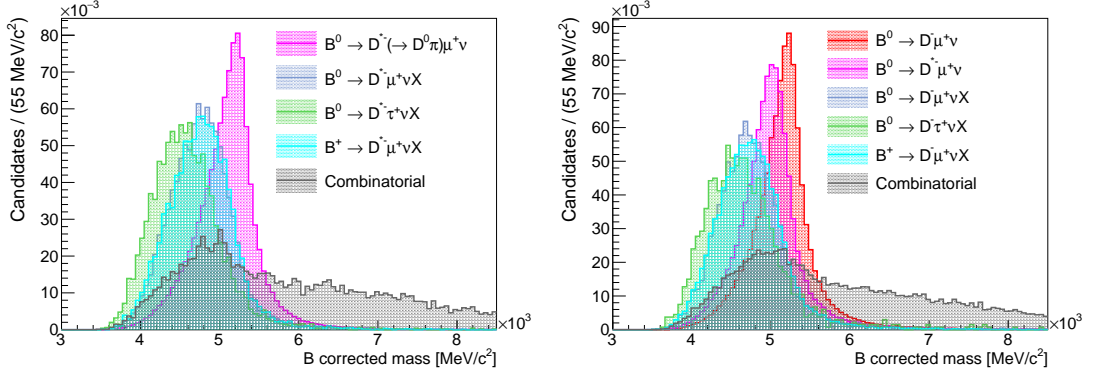 ×10⁻³
80
70
60
50
40
30
20
10
0
Candidates / (55 MeV/c²)
B⁰ → D*⁻(→ D⁰π)μ⁺ν
B⁰ → D*⁻μ⁺νX
B⁰ → D*⁻τ⁺νX
B⁺ → D*⁻μ⁺νX
Combinatorial
3 4 5 6 7 8 ×10³
B corrected mass [MeV/c²]
×10⁻³
90
80
70
60
50
40
30
20
10
0
Candidates / (55 MeV/c²)
B⁰ → D⁻μ⁺ν
B⁰ → D*⁻μ⁺ν
B⁰ → D⁻μ⁺νX
B⁰ → D⁻τ⁺νX
B⁺ → D⁻μ⁺νX
Combinatorial
3 4 5 6 7 8 ×10³
B corrected mass [MeV/c²]